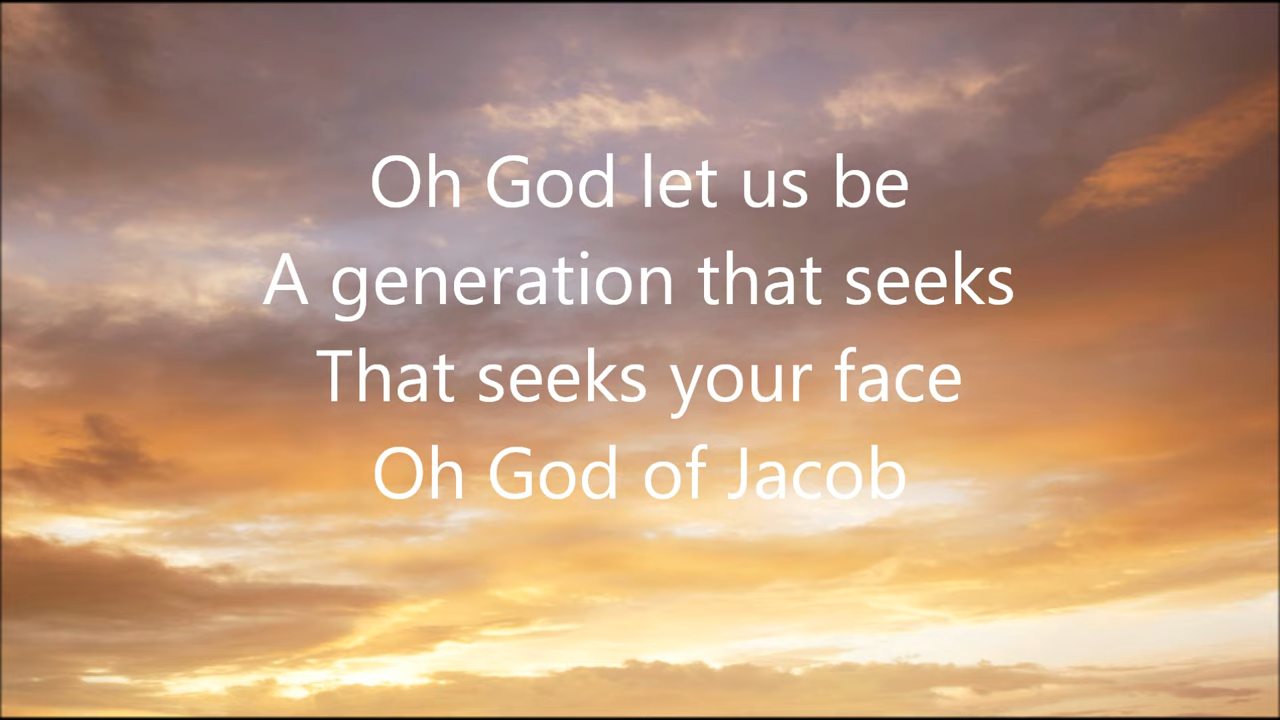 Oh God let us be
A generation that seeks
That seeks your face
Oh God of Jacob